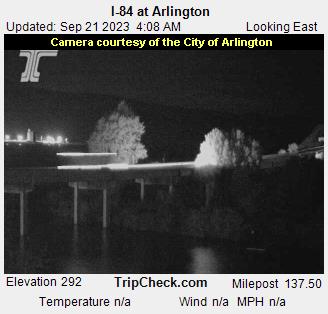 I-84 at Arlington
Updated: Sep 21 2023 4:08 AM Looking East
Camera courtesy of the City of Arlington
Elevation 292 TripCheck.com Milepost 137.50
Temperature n/a Wind n/a MPH n/a